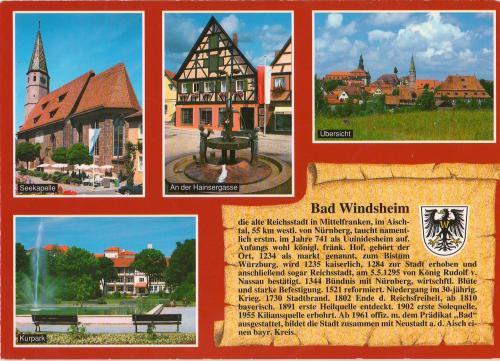 Seekapelle
An der Hainsergasse
Übersicht
Kurpark
Bad Windsheim
die alte Reichsstadt in Mittelfranken, im Aisch-
tal, 55 km westl. von Nürnberg, taucht nament-
lich erstm. im Jahre 741 als Uuinidesheim auf.
Anfangs wohl königl. fränk. Hof, gehört der
Ort, 1234 als markt genannt, zum Bistum
Würzburg, wird 1235 kaiserlich, 1284 zur Stadt erhoben und
anschließend sogar Reichsstadt, am 5.5.1295 von König Rudolf v.
Nassau bestätigt. 1344 Bündnis mit Nürnberg, wirtschftl. Blüte
und starke Befestigung. 1521 reformiert. Niedergang im 30-jährig.
Krieg. 1730 Stadtbrand. 1802 Ende d. Reichsfreiheit, ab 1810
bayerisch. 1891 erste Heilquelle entdeckt. 1902 erste Solequelle,
1955 Kiliansquelle erbohrt. Ab 1961 offiz. m. dem Prädikat „Bad“
ausgestattet, bildet die Stadt zusammen mit Neustadt a. d. Aisch ei-
nen bayr. Kreis.